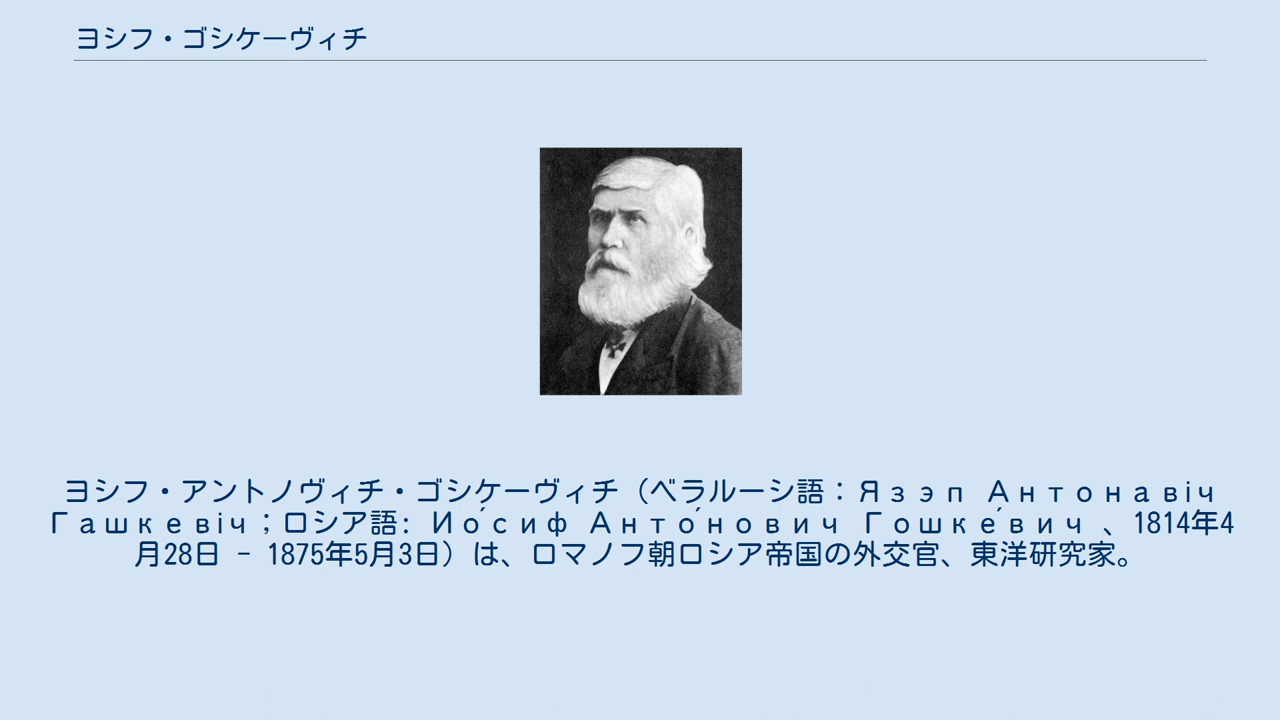 ヨシフ・ゴシケーヴィチ
ヨシフ・アントノヴィチ・ゴシケーヴィチ（ベラルーシ語：Язэп Антонавіч
Гашкевіч；ロシア語: Ио́сиф Анто́нович Гошке́вич 、1814年4
月28日 - 1875年5月3日）は、ロマノフ朝ロシア帝国の外交官、東洋研究家。